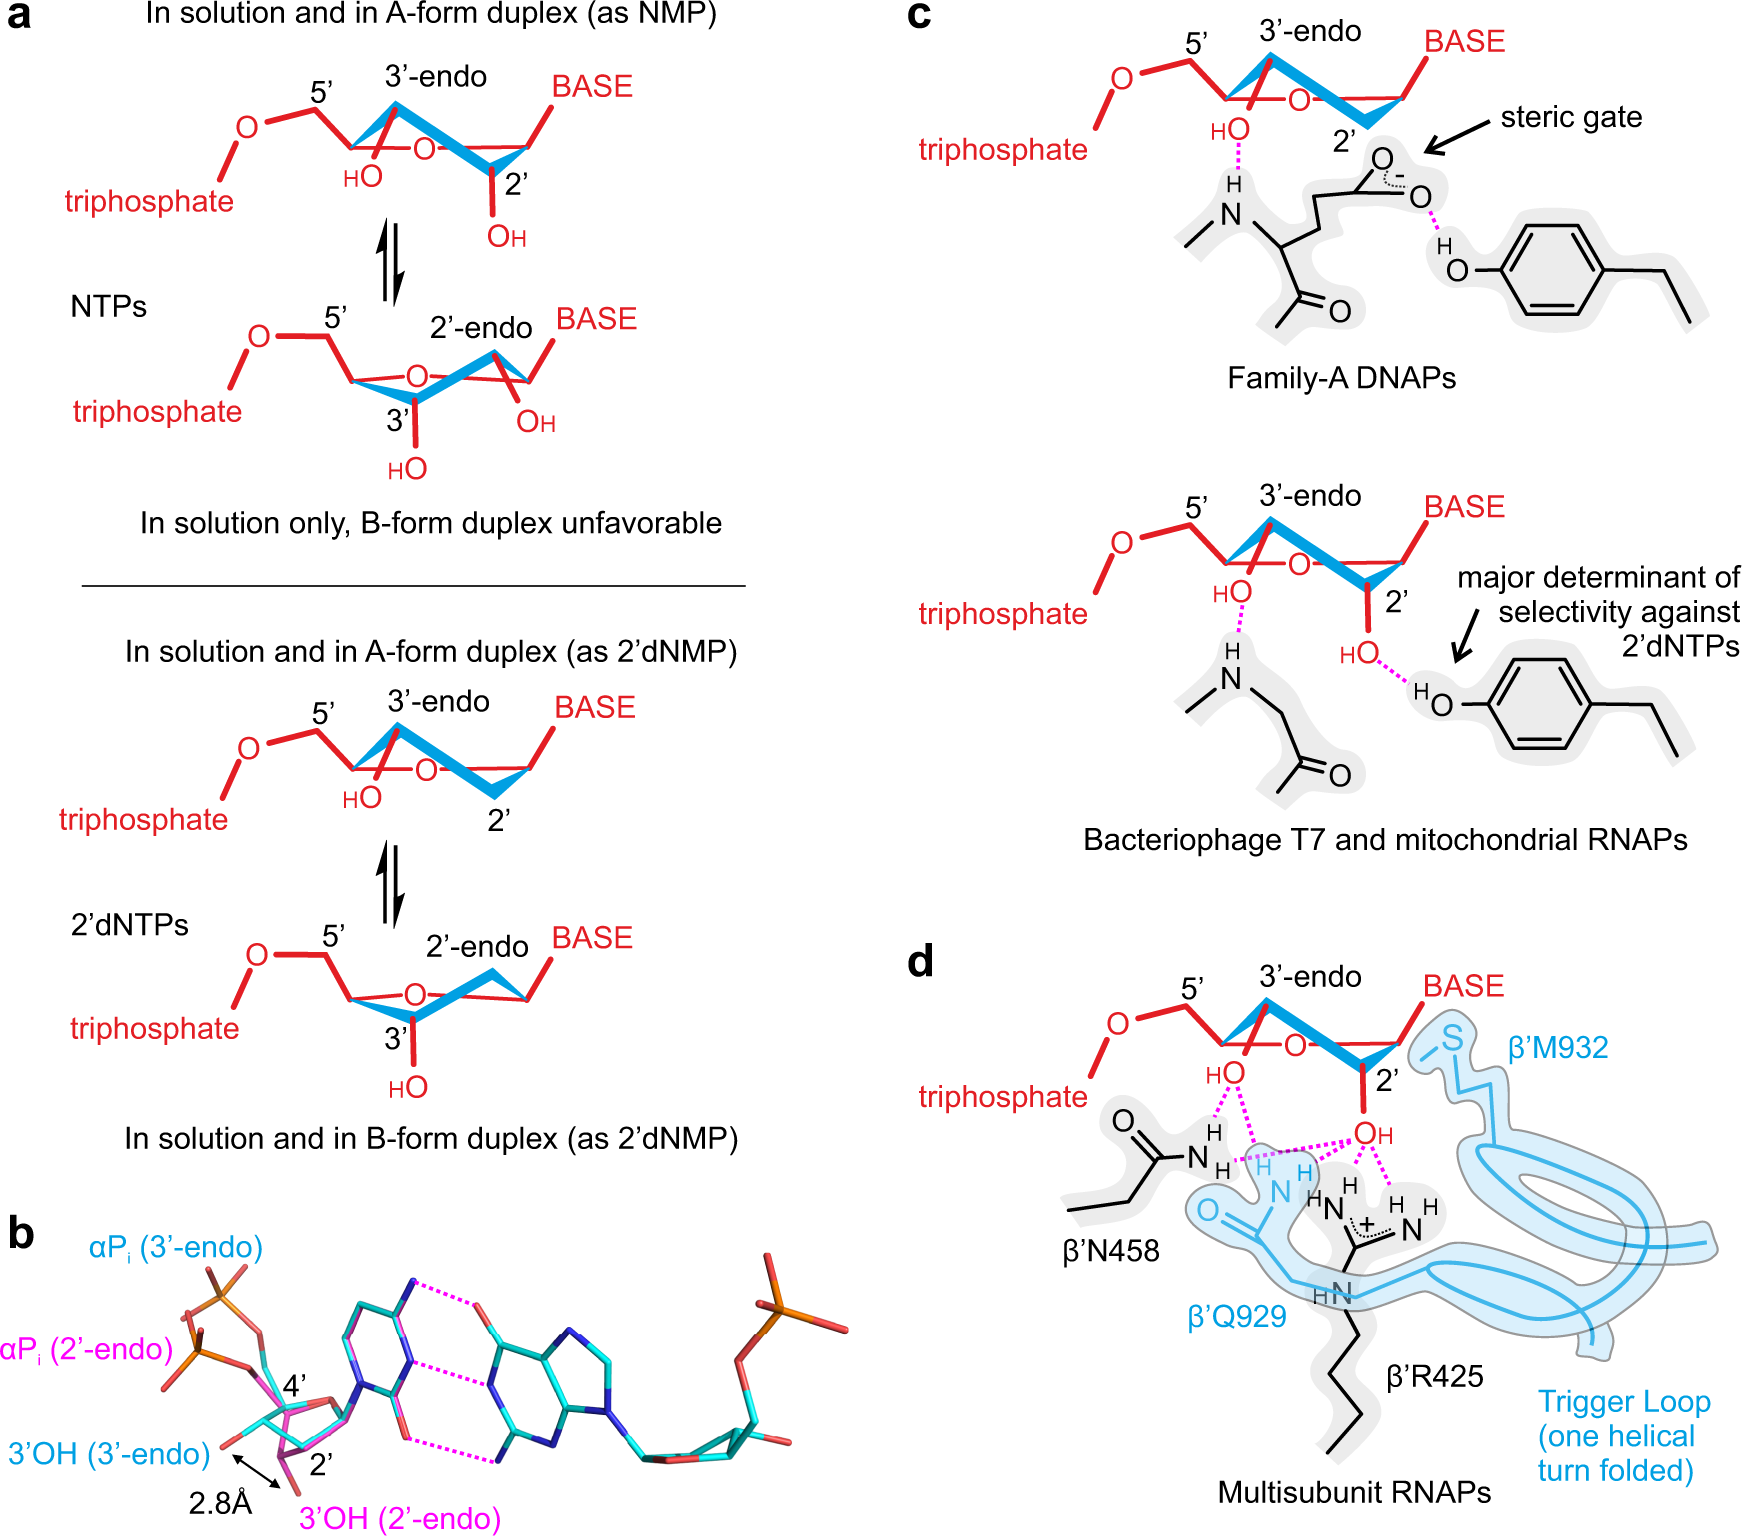 a
In solution and in A-form duplex (as NMP)
3’-endo
5’
BASE
O
O
HO
2’
triphosphate
OH
NTPs
5’
2’-endo
BASE
O
O
triphosphate
3’
OH
HO
In solution only, B-form duplex unfavorable
In solution and in A-form duplex (as 2’dNMP)
3’-endo
5’
BASE
O
O
HO
triphosphate
2’
2’dNTPs
5’
2’-endo
BASE
O
O
triphosphate
3’
HO
In solution and in B-form duplex (as 2’dNMP)
b
αPi (3’-endo)
αPi (2’-endo)
4’
3’OH (3’-endo)
2’
2.8Å
3’OH (2’-endo)
c
3’-endo
5’
BASE
O
O
HO
steric gate
2’
triphosphate
O
-
O
H
N
H
O
O
Family-A DNAPs
3’-endo
5’
BASE
O
O
HO
2’
triphosphate
major determinant of
selectivity against
2’dNTPs
HO
H
N
HO
O
Bacteriophage T7 and mitochondrial RNAPs
d
3’-endo
5’
BASE
O
O
S
β’M932
HO
2’
triphosphate
O
H
OH
N
H
H
H
N
O
H
HN
+
H
H
N
β’N458
β’Q929
HN
β’R425
Trigger Loop
(one helical
turn folded)
Multisubunit RNAPs